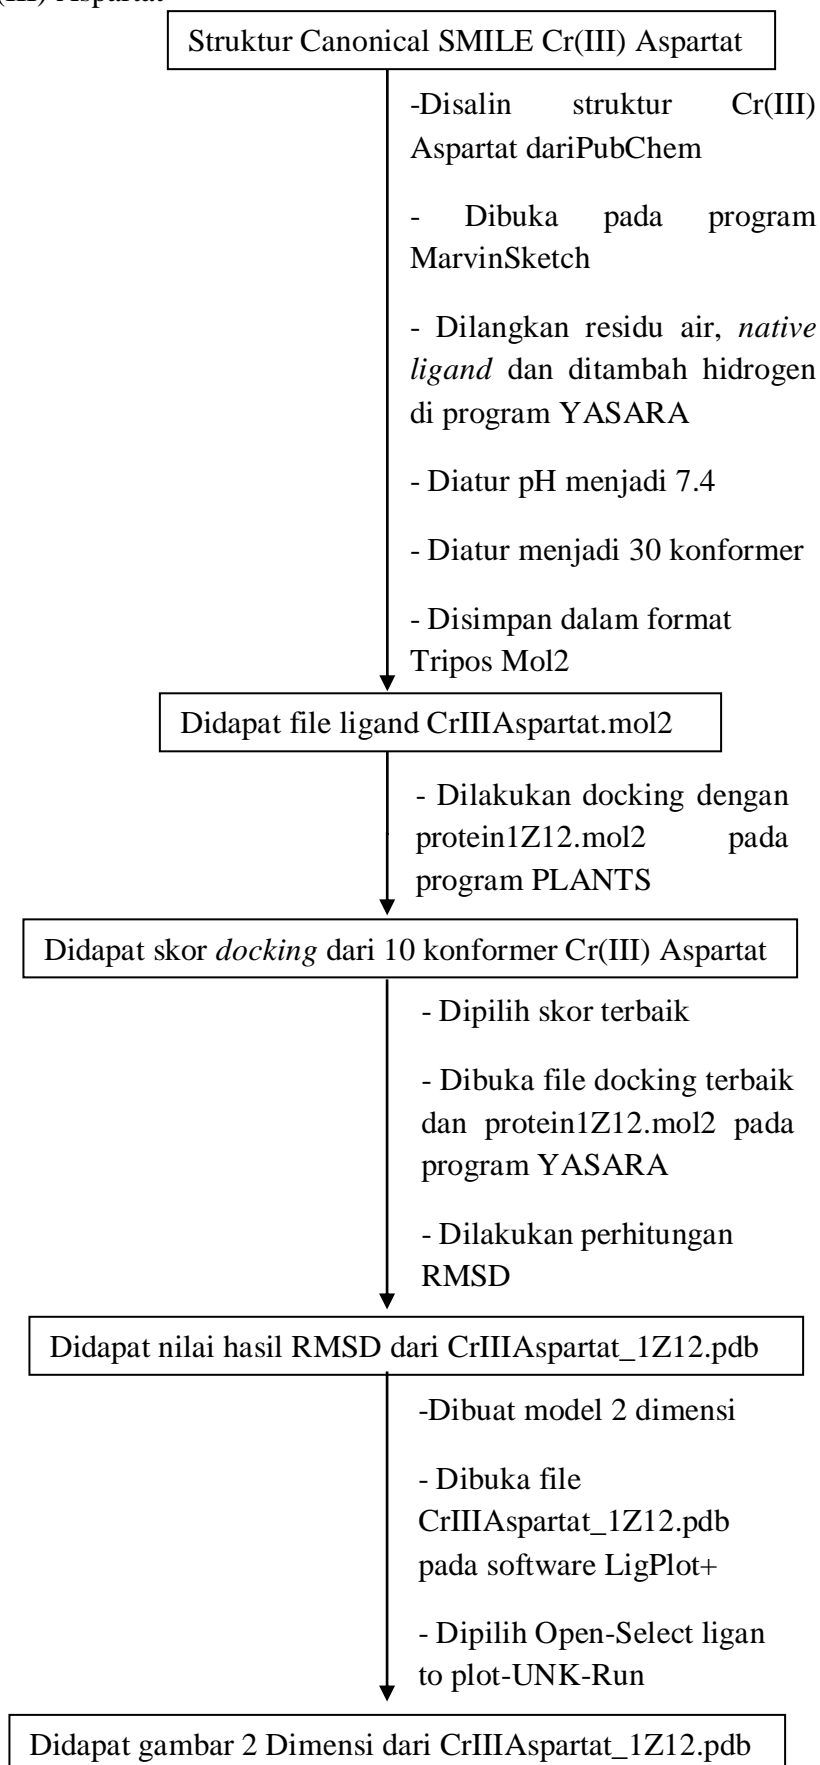 (III) Aspartat
Struktur Canonical SMILE Cr(III) Aspartat
-Disalin struktur Cr(III)
Aspartat dariPubChem
- Dibuka pada program
MarvinSketch
- Dilangkan residu air, native
ligand dan ditambah hidrogen
di program YASARA
- Diatur pH menjadi 7.4
- Diatur menjadi 30 konformer
- Disimpan dalam format
Tripos Mol2
Didapat file ligand CrIIIAspartat.mol2
- Dilakukan docking dengan
protein1Z12.mol2 pada
program PLANTS
Didapat skor docking dari 10 konformer Cr(III) Aspartat
- Dipilih skor terbaik
- Dibuka file docking terbaik
dan protein1Z12.mol2 pada
program YASARA
- Dilakukan perhitungan
RMSD
Didapat nilai hasil RMSD dari CrIIIAspartat_1Z12.pdb
-Dibuat model 2 dimensi
- Dibuka file
CrIIIAspartat_1Z12.pdb
pada software LigPlot+
- Dipilih Open-Select ligan
to plot-UNK-Run
Didapat gambar 2 Dimensi dari CrIIIAspartat_1Z12.pdb